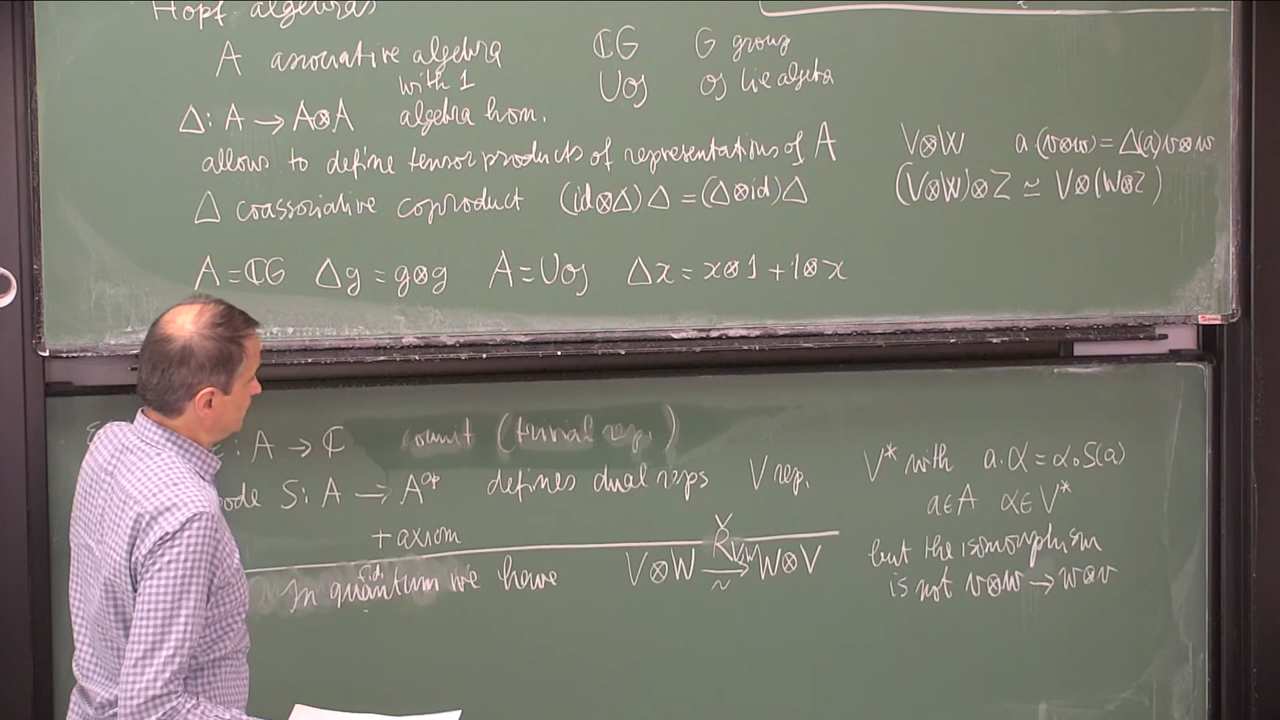 Hopf algebras
A associative algebra with 1
ℂG G group
U𝔤 𝔤 Lie algebra
Δ: A → A⊗A algebra hom.
allows to define tensor products of representations of A
V⊗W a(v⊗w) = Δ(a)v⊗w
Δ coassociative coproduct (id⊗Δ)Δ = (Δ⊗id)Δ
(V⊗W)⊗Z ≃ V⊗(W⊗Z)
A = ℂG Δg = g⊗g A = U𝔤 Δx = x⊗1 + 1⊗x
: A → ℂ counit (trivial rep.)
S: A → A^op defines dual reps V rep.
V* with a·α = α∘S(a)
a∈A α∈V*
+ axiom
In quantum we have V⊗W → W⊗V
but the isomorphism
is not v⊗w → w⊗v